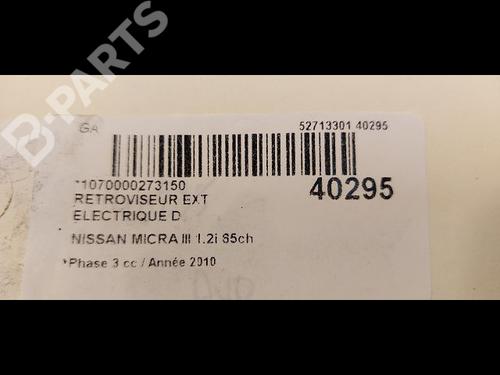 B-PARTS
GA
52713301 40295
*1070000273150
40295
RETROVISEUR EXT
ELECTRIQUE D
NISSAN MICRA III 1.2i 65ch
*Phase 3 cc / Année 2010